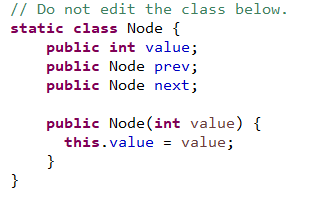 // Do not edit the class below.
static class Node {
    public int value;
    public Node prev;
    public Node next;

    public Node(int value) {
      this.value = value;
    }
}